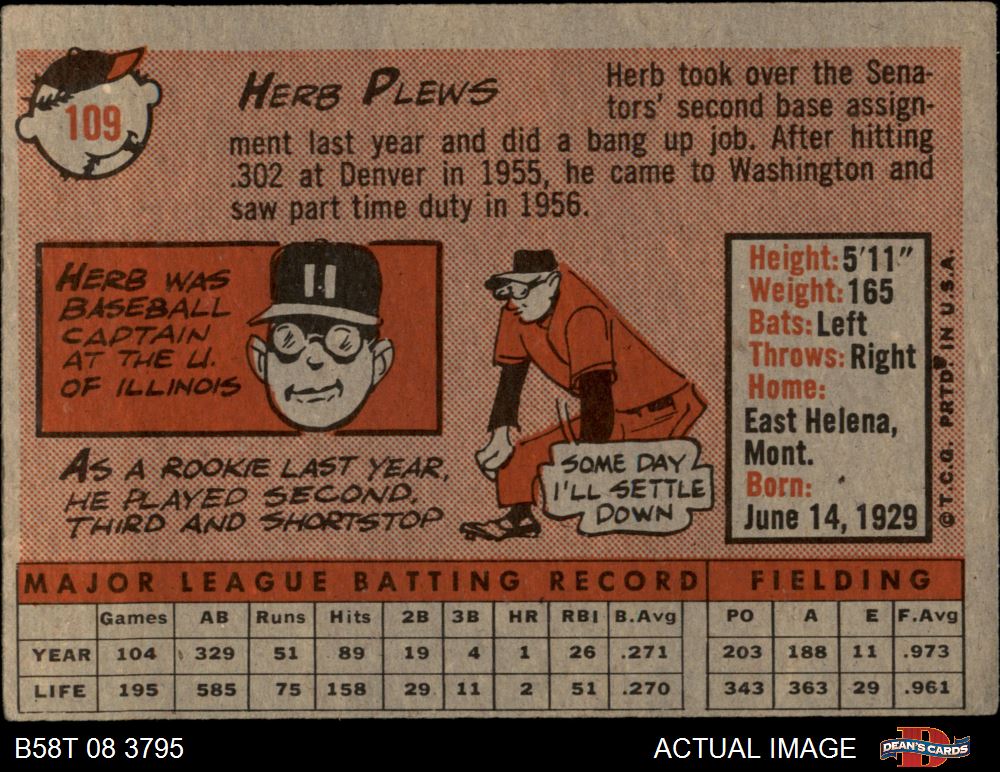 109
HERB PLEWS
Herb took over the Sena-
tors' second base assign-
ment last year and did a bang up job. After hitting
.302 at Denver in 1955, he came to Washington and
saw part time duty in 1956.
HERB WAS
BASEBALL
CAPTAIN
AT THE U.
OF ILLINOIS
AS A ROOKIE LAST YEAR,
HE PLAYED SECOND,
THIRD AND SHORTSTOP
SOME DAY
I'LL SETTLE
DOWN
Height: 5'11"
Weight: 165
Bats: Left
Throws: Right
Home:
East Helena,
Mont.
Born:
June 14, 1929
© T.C.G. PRTD. IN U.S.A.
MAJOR LEAGUE BATTING RECORD FIELDING
Games AB Runs Hits 2B 3B HR RBI B.Avg PO A E F.Avg
YEAR 104 329 51 89 19 4 1 26 .271 203 188 11 .973
LIFE 195 585 75 158 29 11 2 51 .270 343 363 29 .961
B58T 08 3795 ACTUAL IMAGE D DEAN'S CARDS